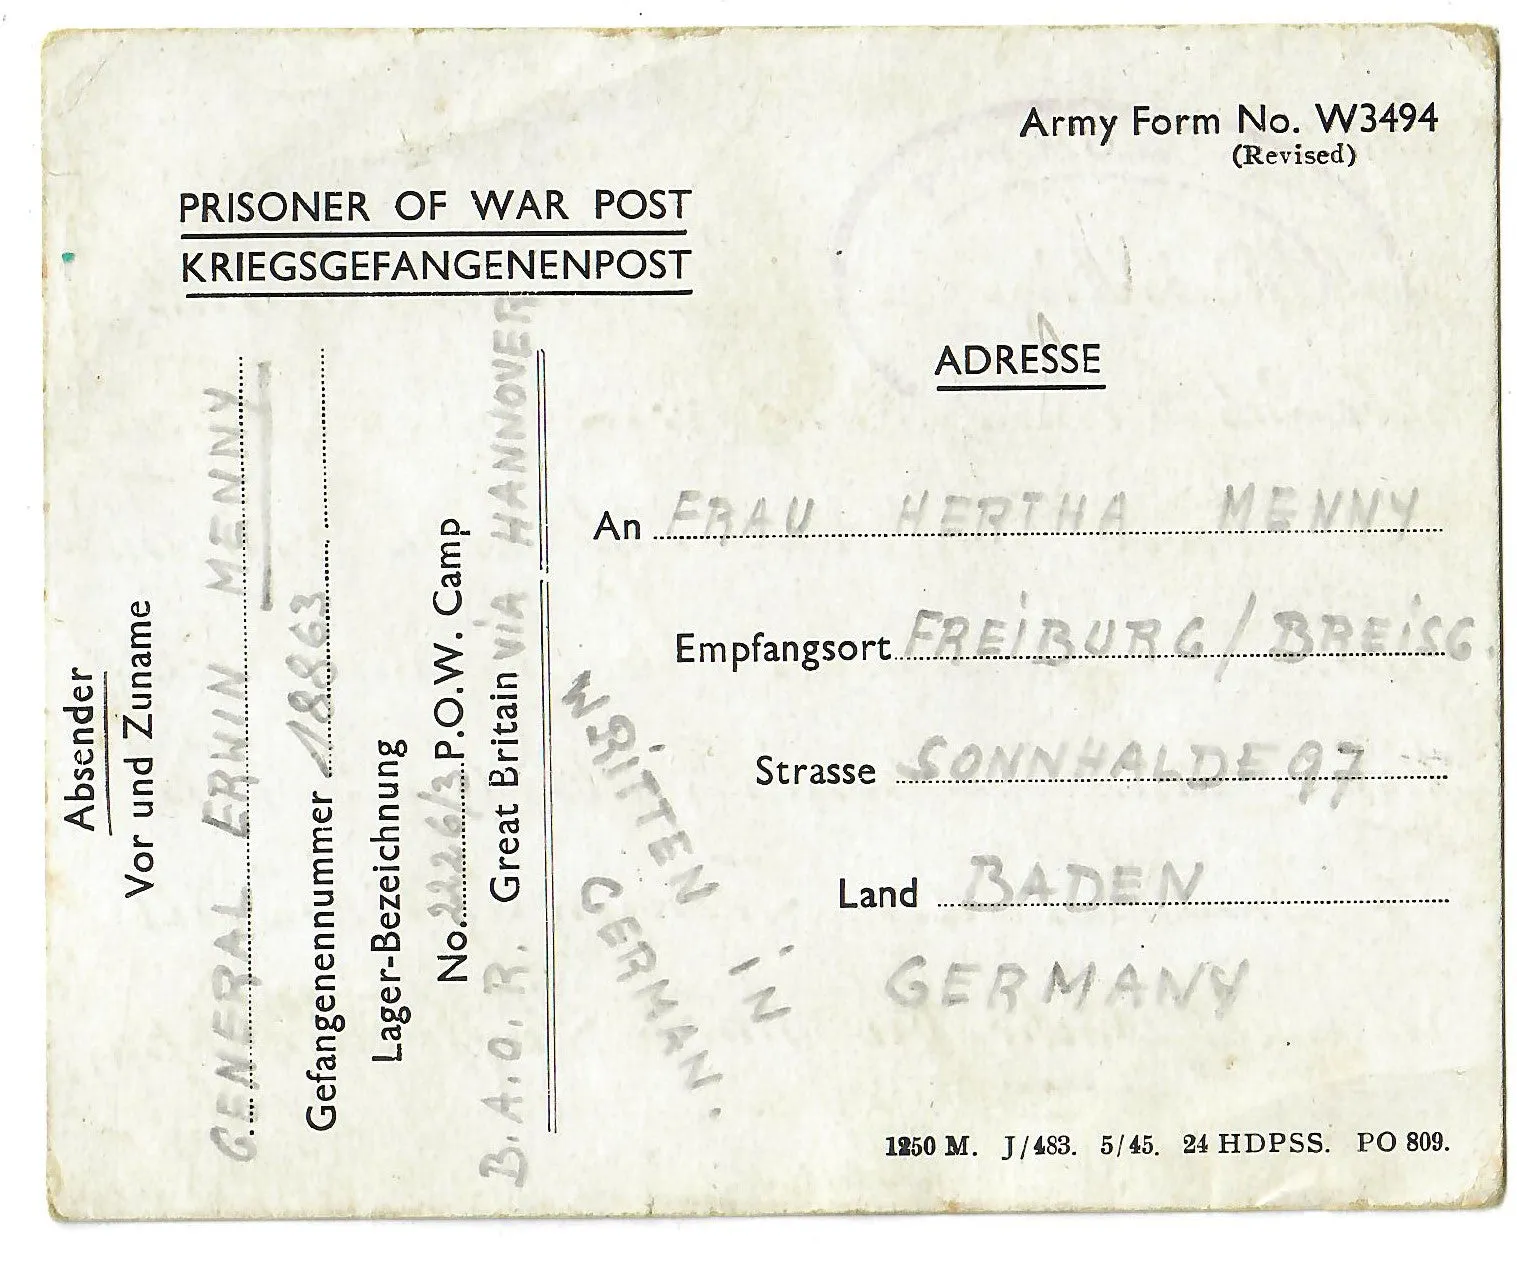 Army Form No. W3494
(Revised)
PRISONER OF WAR POST
KRIEGSGEFANGENENPOST
Absender
Vor und Zuname
GENERAL ERWIN MENNY
Gefangenennummer 18863
Lager-Bezeichnung
No. 2226/3 P.O.W. Camp
B.A.O.R. Great Britain via HANNOVER
WRITTEN IN
GERMAN.
ADRESSE
An FRAU HERTHA MENNY
Empfangsort FREIBURG / BREISG.
Strasse SONNHALDE 97
Land BADEN
GERMANY
1250 M. J/483. 5/45. 24 HDPSS. PO 809.